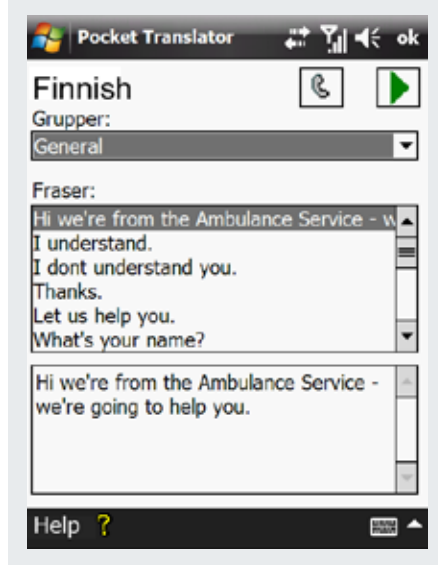 Pocket Translator ok
Finnish
Grupper:
General
Fraser:
Hi we're from the Ambulance Service - w
I understand.
I dont understand you.
Thanks.
Let us help you.
What's your name?
Hi we're from the Ambulance Service -
we're going to help you.
Help ?